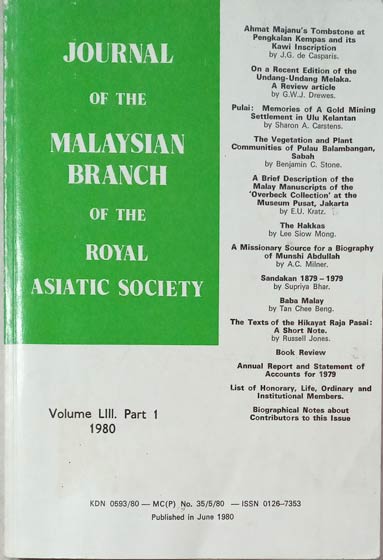 JOURNAL
OF THE
MALAYSIAN
BRANCH
OF THE
ROYAL
ASIATIC SOCIETY
Volume LIII. Part 1
1980
Ahmat Majanu's Tombstone at
Pengkalan Kempas and its
Kawi Inscription
by J.G. de Casparis.
On a Recent Edition of the
Undang-Undang Melaka.
A Review article
by G.W.J. Drewes.
Pulai: Memories of A Gold Mining
Settlement in Ulu Kelantan
by Sharon A. Carstens.
The Vegetation and Plant
Communities of Pulau Balambangan,
Sabah
by Benjamin C. Stone.
A Brief Description of the
Malay Manuscripts of the
'Overbeck Collection' at the
Museum Pusat, Jakarta
by E.U. Kratz.
The Hakkas
by Lee Siow Mong.
A Missionary Source for a Biography
of Munshi Abdullah
by A.C. Milner.
Sandakan 1879-1979
by Supriya Bhar.
Baba Malay
by Tan Chee Beng.
The Texts of the Hikayat Raja Pasai:
A Short Note.
by Russell Jones.
Book Review
Annual Report and Statement of
Accounts for 1979
List of Honorary, Life, Ordinary and
Institutional Members.
Biographical Notes about
Contributors to this Issue
KDN 0593/80 — MC(P) No. 35/5/80 — ISSN 0126-7353
Published in June 1980